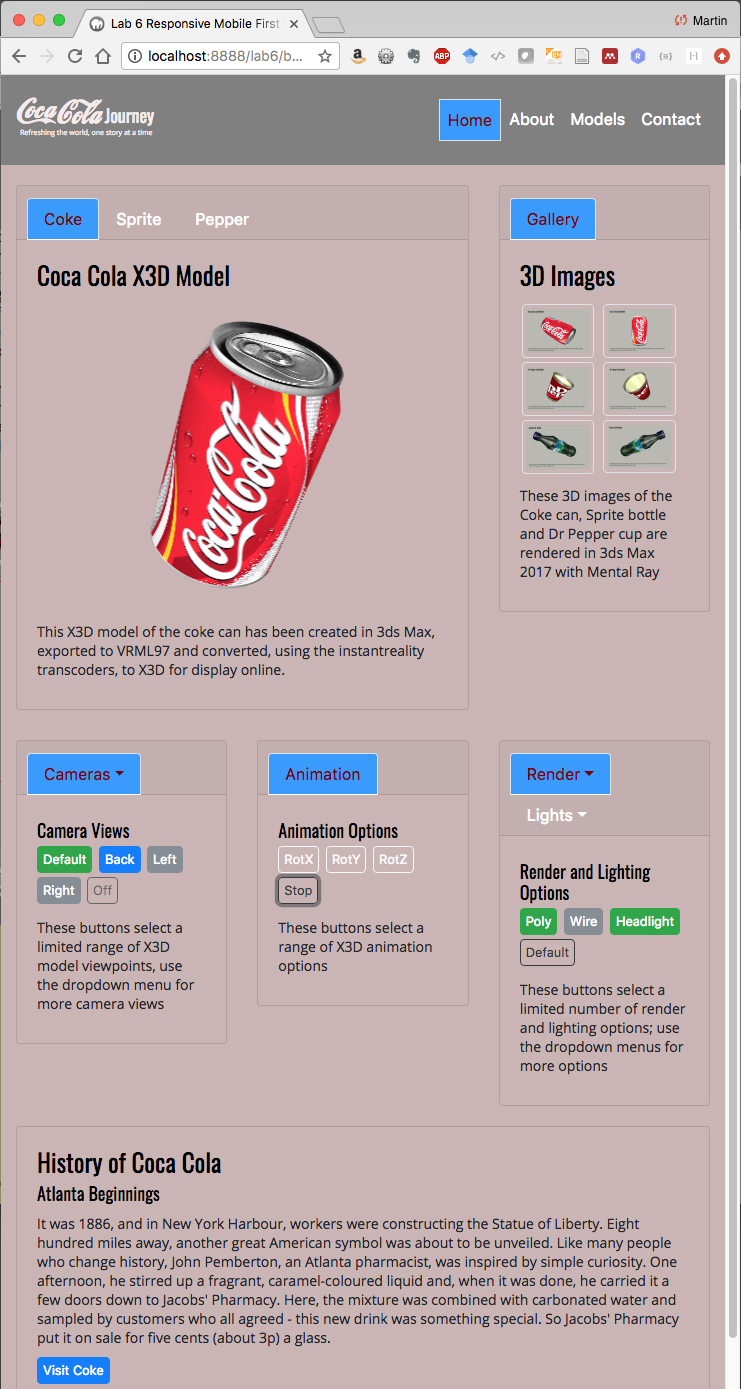 Lab 6 Responsive Mobile First
Martin
localhost:8888/lab6/b...
Coca-Cola Journey
Refreshing the world, one story at a time
Home About Models Contact
Coke Sprite Pepper
Coca Cola X3D Model
Coca-Cola
This X3D model of the coke can has been created in 3ds Max,
exported to VRML97 and converted, using the instantreality
transcoders, to X3D for display online.
Gallery
3D Images
These 3D images of the
Coke can, Sprite bottle
and Dr Pepper cup are
rendered in 3ds Max
2017 with Mental Ray
Cameras
Camera Views
Default Back Left
Right Off
These buttons select a
limited range of X3D
model viewpoints, use
the dropdown menu for
more camera views
Animation
Animation Options
RotX RotY RotZ
Stop
These buttons select a
range of X3D animation
options
Render
Lights
Render and Lighting
Options
Poly Wire Headlight
Default
These buttons select a
limited number of render
and lighting options; use
the dropdown menus for
more options
History of Coca Cola
Atlanta Beginnings
It was 1886, and in New York Harbour, workers were constructing the Statue of Liberty. Eight
hundred miles away, another great American symbol was about to be unveiled. Like many people
who change history, John Pemberton, an Atlanta pharmacist, was inspired by simple curiosity. One
afternoon, he stirred up a fragrant, caramel-coloured liquid and, when it was done, he carried it a
few doors down to Jacobs' Pharmacy. Here, the mixture was combined with carbonated water and
sampled by customers who all agreed - this new drink was something special. So Jacobs' Pharmacy
put it on sale for five cents (about 3p) a glass.
Visit Coke